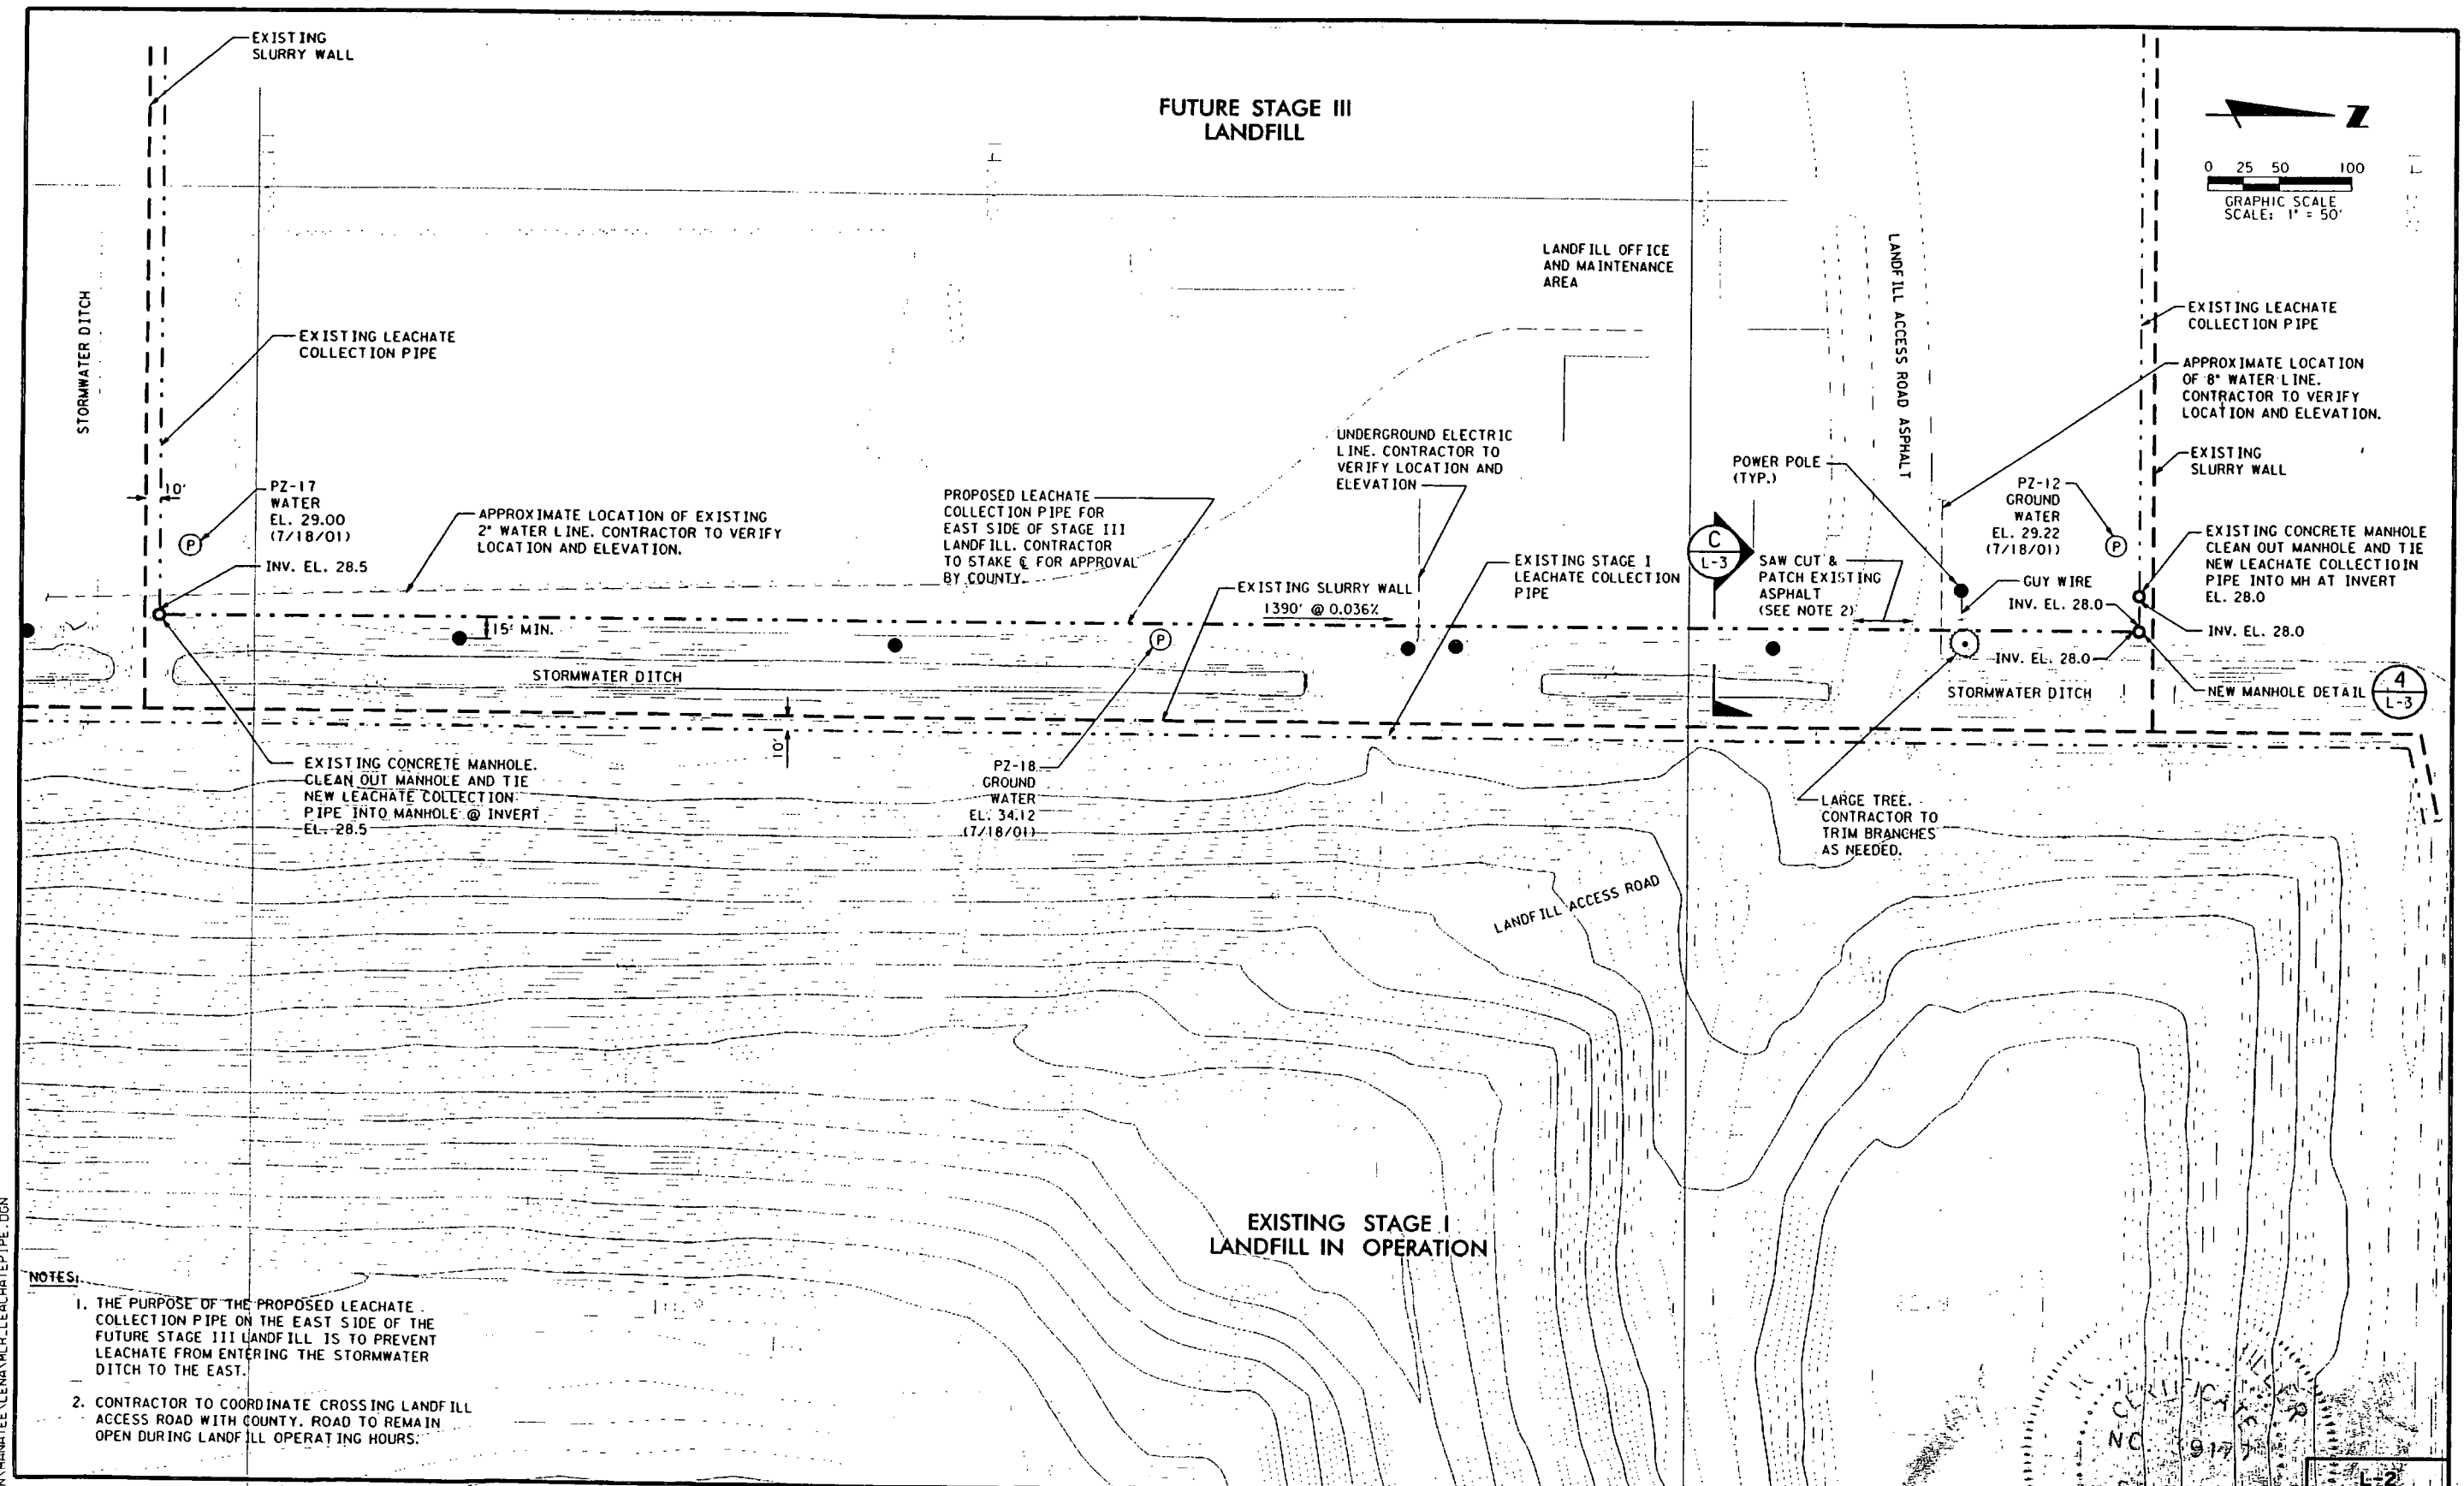 EXISTING
SLURRY WALL
FUTURE STAGE III
LANDFILL
Z
0 25 50 100
GRAPHIC SCALE
SCALE: 1" = 50'
STORMWATER DITCH
EXISTING LEACHATE
COLLECTION PIPE
LANDFILL OFFICE
AND MAINTENANCE
AREA
LANDFILL ACCESS ROAD ASPHALT
EXISTING LEACHATE
COLLECTION PIPE
APPROXIMATE LOCATION
OF 8" WATER LINE.
CONTRACTOR TO VERIFY
LOCATION AND ELEVATION.
EXISTING
SLURRY WALL
10'
PZ-17
WATER
EL. 29.00
(7/18/01)
P
INV. EL. 28.5
APPROXIMATE LOCATION OF EXISTING
2" WATER LINE. CONTRACTOR TO VERIFY
LOCATION AND ELEVATION.
PROPOSED LEACHATE
COLLECTION PIPE FOR
EAST SIDE OF STAGE III
LANDFILL. CONTRACTOR
TO STAKE ℄ FOR APPROVAL
BY COUNTY.
UNDERGROUND ELECTRIC
LINE. CONTRACTOR TO
VERIFY LOCATION AND
ELEVATION
EXISTING SLURRY WALL
1390' @ 0.036%
EXISTING STAGE I
LEACHATE COLLECTION
PIPE
C
L-3
POWER POLE
(TYP.)
SAW CUT &
PATCH EXISTING
ASPHALT
(SEE NOTE 2)
PZ-12
GROUND
WATER
EL. 29.22
(7/18/01)
P
GUY WIRE
INV. EL. 28.0
INV. EL. 28.0
EXISTING CONCRETE MANHOLE
CLEAN OUT MANHOLE AND TIE
NEW LEACHATE COLLECTIOIN
PIPE INTO MH AT INVERT
EL. 28.0
INV. EL. 28.0
NEW MANHOLE DETAIL
4
L-3
15' MIN.
P
STORMWATER DITCH
STORMWATER DITCH
10'
EXISTING CONCRETE MANHOLE.
CLEAN OUT MANHOLE AND TIE
NEW LEACHATE COLLECTION
PIPE INTO MANHOLE @ INVERT
EL. 28.5
PZ-18
GROUND
WATER
EL. 34.12
(7/18/01)
LARGE TREE.
CONTRACTOR TO
TRIM BRANCHES
AS NEEDED.
LANDFILL ACCESS ROAD
EXISTING STAGE I
LANDFILL IN OPERATION
NOTES:
1. THE PURPOSE OF THE PROPOSED LEACHATE
COLLECTION PIPE ON THE EAST SIDE OF THE
FUTURE STAGE III LANDFILL IS TO PREVENT
LEACHATE FROM ENTERING THE STORMWATER
DITCH TO THE EAST.
2. CONTRACTOR TO COORDINATE CROSSING LANDFILL
ACCESS ROAD WITH COUNTY. ROAD TO REMAIN
OPEN DURING LANDFILL OPERATING HOURS.
L-2